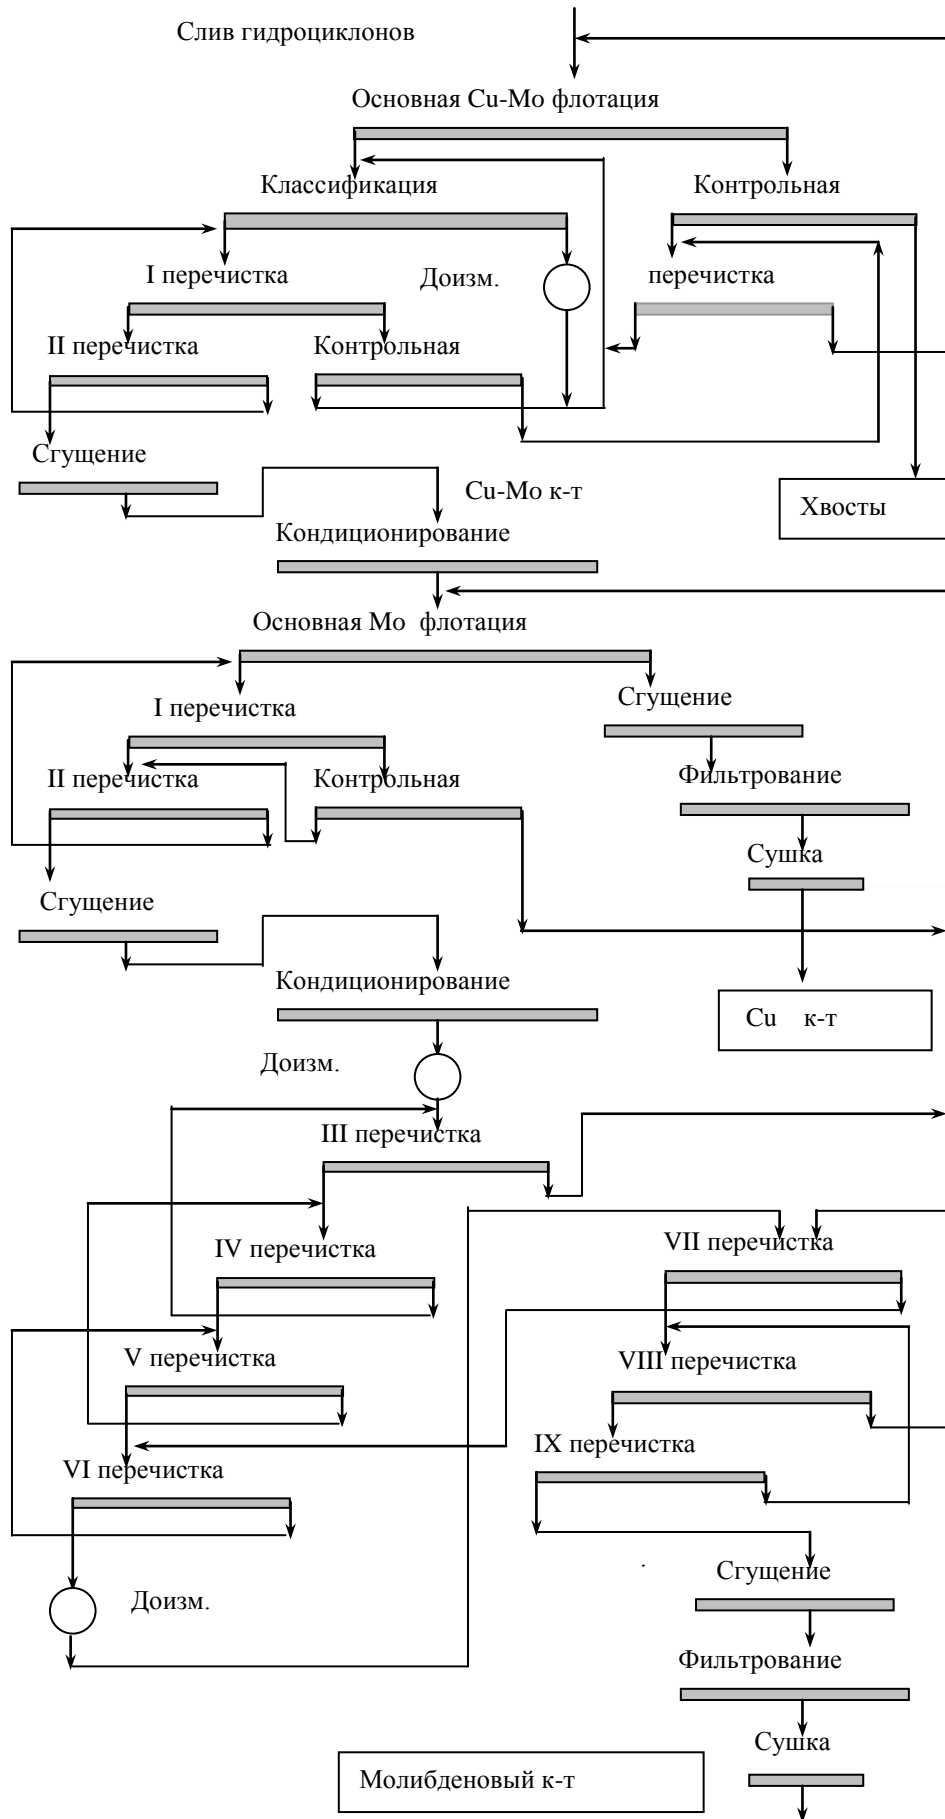 Слив гидроциклонов
Основная Cu-Mo флотация
Классификация
Контрольная
I перечистка
Доизм.
перечистка
II перечистка
Контрольная
Сгущение
Cu-Mo к-т
Хвосты
Кондиционирование
Основная Мо флотация
Сгущение
I перечистка
II перечистка
Контрольная
Фильтрование
Сушка
Сгущение
Кондиционирование
Cu к-т
Доизм.
III перечистка
IV перечистка
VII перечистка
V перечистка
VIII перечистка
IX перечистка
VI перечистка
Сгущение
Доизм.
Фильтрование
Сушка
Молибденовый к-т